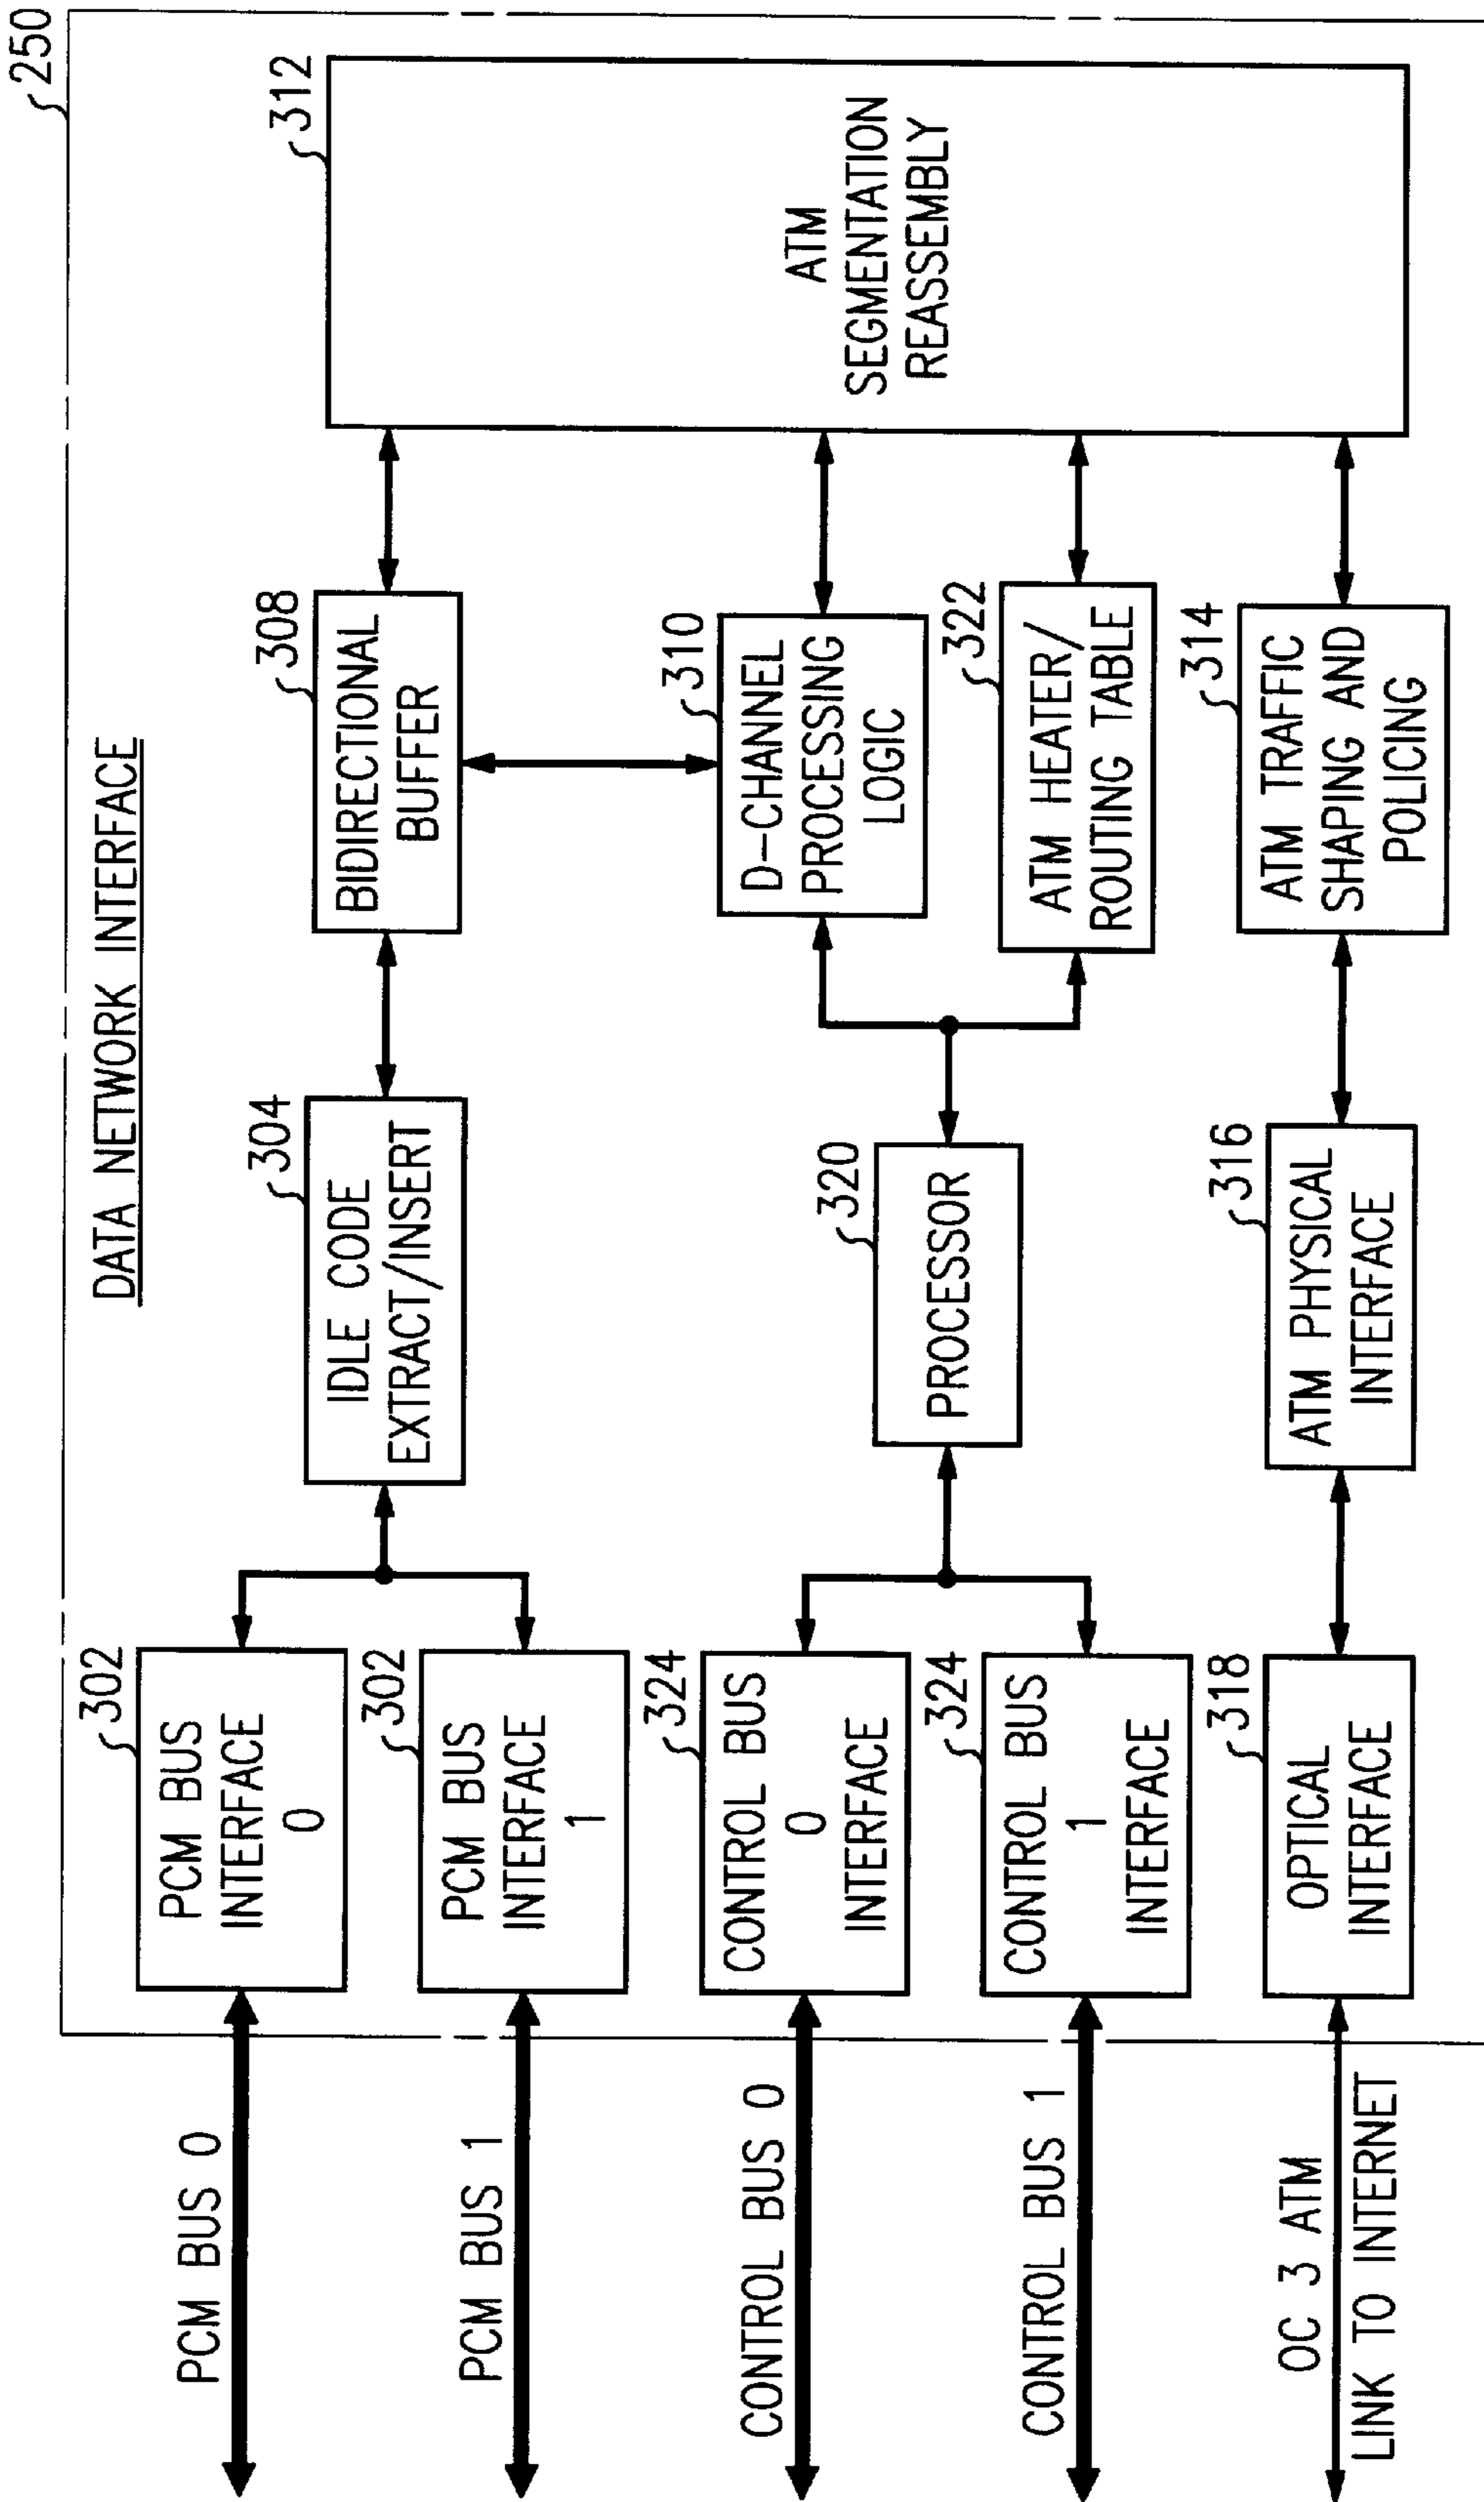 DATA NETWORK INTERFACE
250
PCM BUS 0
302
PCM BUS
INTERFACE
0
304
IDLE CODE
EXTRACT/INSERT
308
BIDIRECTIONAL
BUFFER
312
ATM
SEGMENTATION
REASSEMBLY
PCM BUS 1
302
PCM BUS
INTERFACE
1
CONTROL BUS 0
324
CONTROL BUS
0
INTERFACE
320
PROCESSOR
310
D-CHANNEL
PROCESSING
LOGIC
CONTROL BUS 1
324
CONTROL BUS
1
INTERFACE
322
ATM HEATER/
ROUTING TABLE
OC 3 ATM
LINK TO INTERNET
318
OPTICAL
INTERFACE
316
ATM PHYSICAL
INTERFACE
314
ATM TRAFFIC
SHAPING AND
POLICING